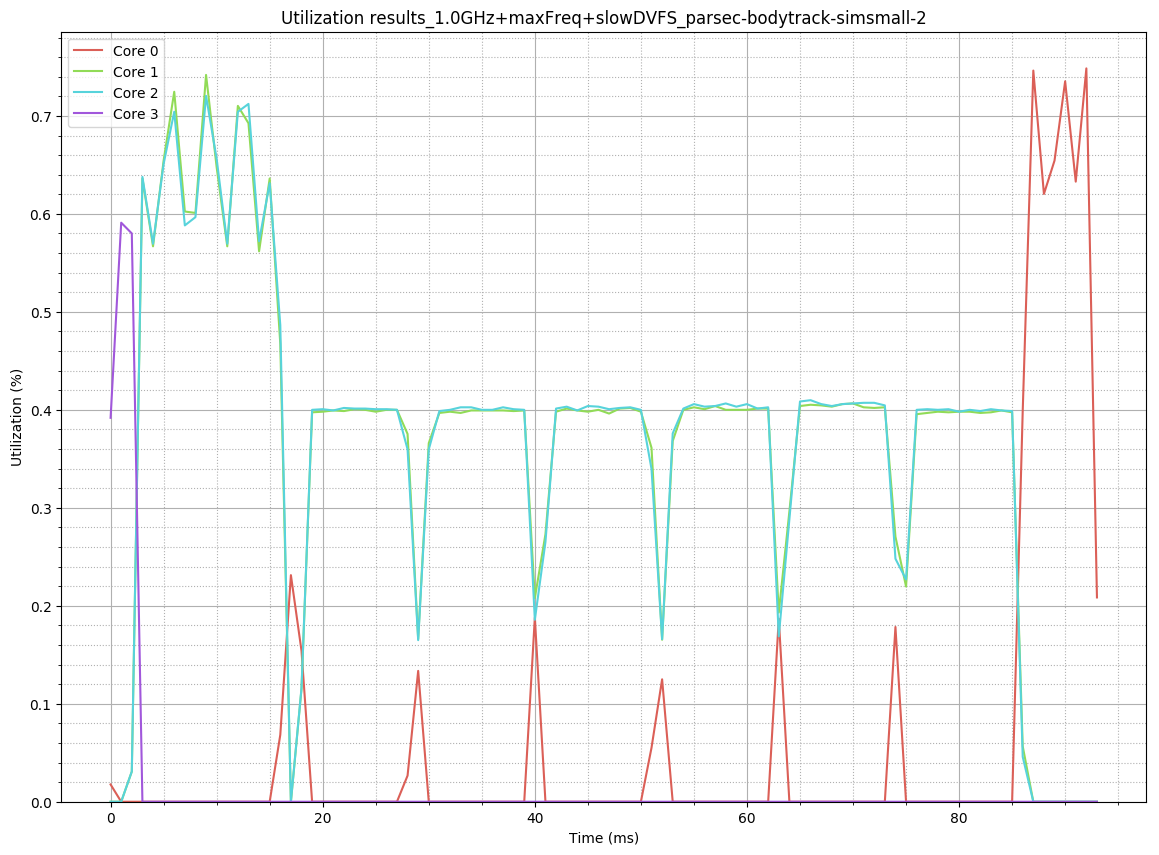 Utilization results_1.0GHz+maxFreq+slowDVFS_parsec-bodytrack-simsmall-2
Core 0
Core 1
Core 2
Core 3
Utilization (%)
0.7
0.6
0.5
0.4
0.3
0.2
0.1
0.0
0 20 40 60 80
Time (ms)